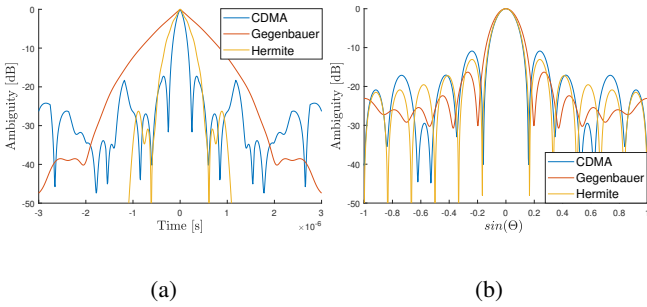 0
-10
-20
-30
-40
-50
Ambiguity [dB]
CDMA
Gegenbauer
Hermite
-3 -2 -1 0 1 2 3
Time [s]
×10⁻⁶
(a)
0
-10
-20
-30
-40
-50
Ambiguity [dB]
CDMA
Gegenbauer
Hermite
-1 -0.8 -0.6 -0.4 -0.2 0 0.2 0.4 0.6 0.8 1
sin(Θ)
(b)